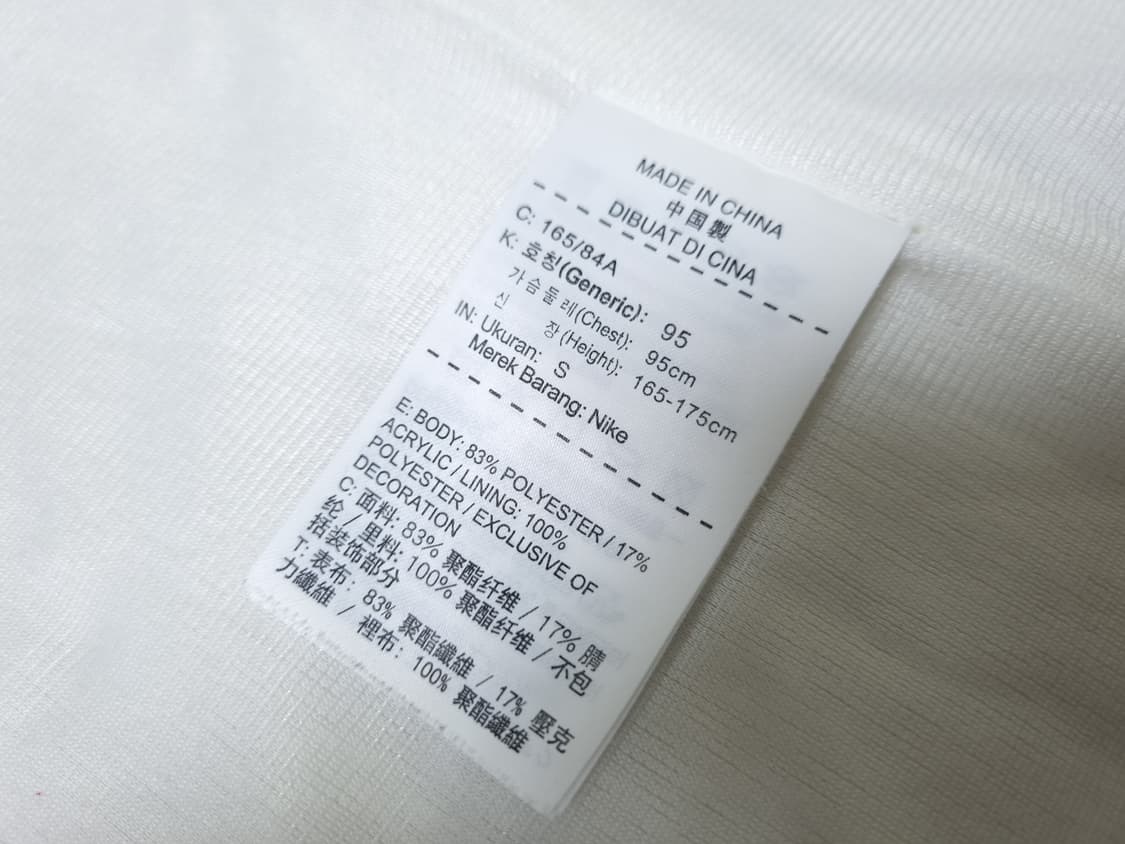 MADE IN CHINA
中国製
DIBUAT DI CINA
C: 165/84A
K: 호칭(Generic): 95
가슴둘레(Chest): 95cm
신 장(Height): 165-175cm
IN: Ukuran: S
Merek Barang: Nike
E: BODY: 83% POLYESTER / 17%
ACRYLIC / LINING: 100%
POLYESTER / EXCLUSIVE OF
DECORATION
C: 面料: 83% 聚酯纤维 / 17% 腈
纶 / 里料: 100% 聚酯纤维 / 不包
括装饰部分
T: 表布: 83% 聚酯纖維 / 17% 壓克
力纖維 / 裡布: 100% 聚酯纖維